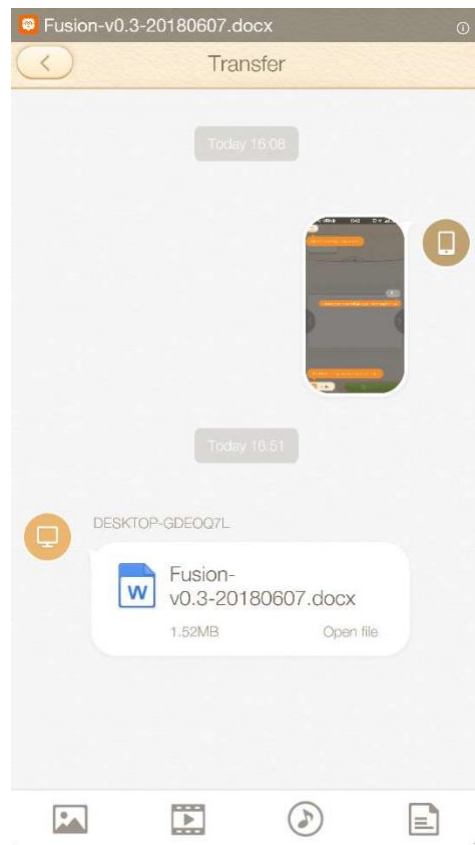 Fusion-v0.3-20180607.docx
Transfer
Today 16:08
Today 16:51
DESKTOP-GDEOQ7L
Fusion-
v0.3-20180607.docx
1.52MB Open file